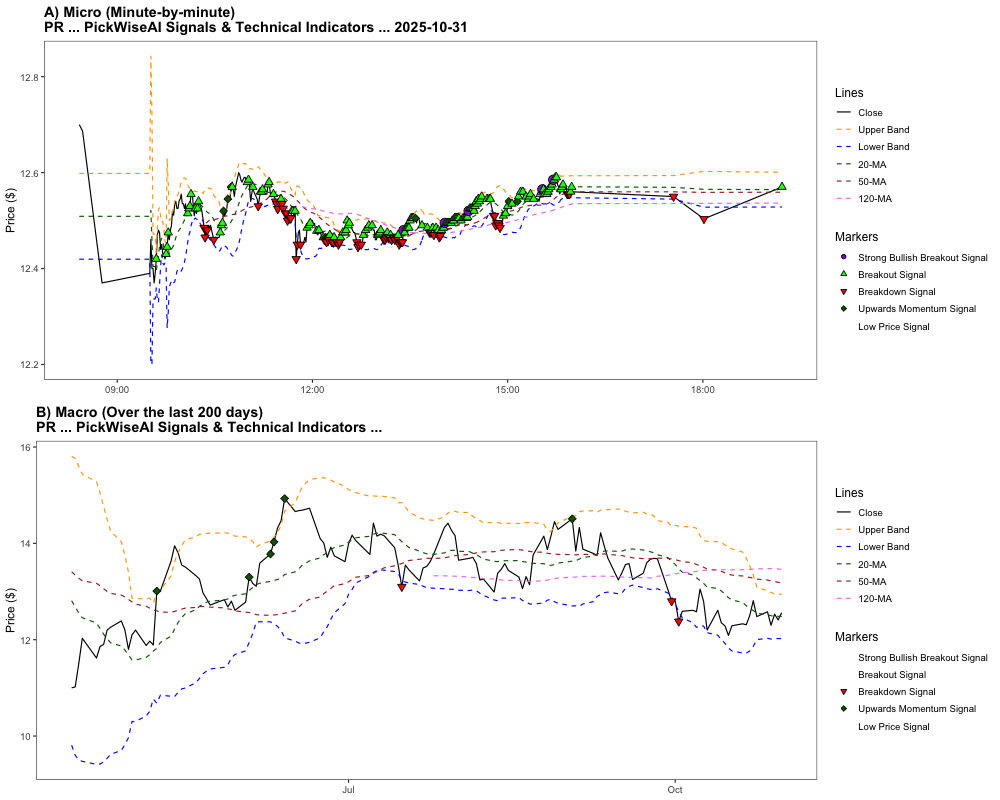 A) Micro (Minute-by-minute)
PR ... PickWiseAI Signals & Technical Indicators ... 2025-10-31
Price ($)
12.8
12.6
12.4
12.2
09:00
12:00
15:00
18:00
Lines
Close
Upper Band
Lower Band
20-MA
50-MA
120-MA
Markers
Strong Bullish Breakout Signal
Breakout Signal
Breakdown Signal
Upwards Momentum Signal
Low Price Signal
B) Macro (Over the last 200 days)
PR ... PickWiseAI Signals & Technical Indicators ...
Price ($)
16
14
12
10
Jul
Oct
Lines
Close
Upper Band
Lower Band
20-MA
50-MA
120-MA
Markers
Strong Bullish Breakout Signal
Breakout Signal
Breakdown Signal
Upwards Momentum Signal
Low Price Signal